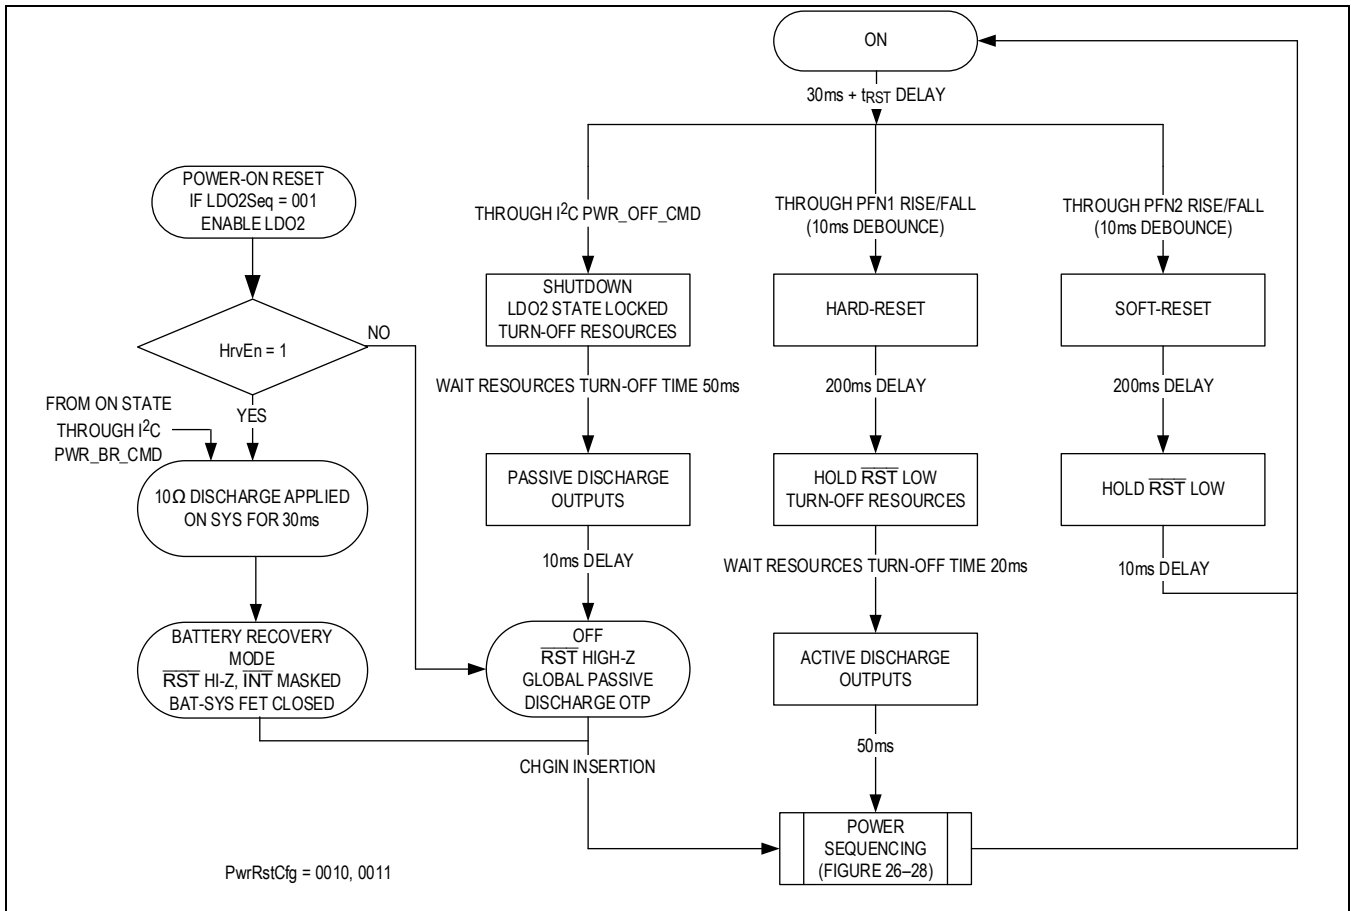 ON
30ms + tRST DELAY
POWER-ON RESET
IF LDO2Seq = 001
ENABLE LDO2
HrvEn = 1
NO
YES
FROM ON STATE
THROUGH I2C
PWR_BR_CMD
10Ω DISCHARGE APPLIED
ON SYS FOR 30ms
BATTERY RECOVERY
MODE
RST HI-Z, INT MASKED
BAT-SYS FET CLOSED
THROUGH I2C PWR_OFF_CMD
SHUTDOWN
LDO2 STATE LOCKED
TURN-OFF RESOURCES
WAIT RESOURCES TURN-OFF TIME 50ms
PASSIVE DISCHARGE
OUTPUTS
10ms DELAY
OFF
RST HIGH-Z
GLOBAL PASSIVE
DISCHARGE OTP
CHGIN INSERTION
THROUGH PFN1 RISE/FALL
(10ms DEBOUNCE)
HARD-RESET
200ms DELAY
HOLD RST LOW
TURN-OFF RESOURCES
WAIT RESOURCES TURN-OFF TIME 20ms
ACTIVE DISCHARGE
OUTPUTS
50ms
POWER
SEQUENCING
(FIGURE 26–28)
THROUGH PFN2 RISE/FALL
(10ms DEBOUNCE)
SOFT-RESET
200ms DELAY
HOLD RST LOW
10ms DELAY
PwrRstCfg = 0010, 0011